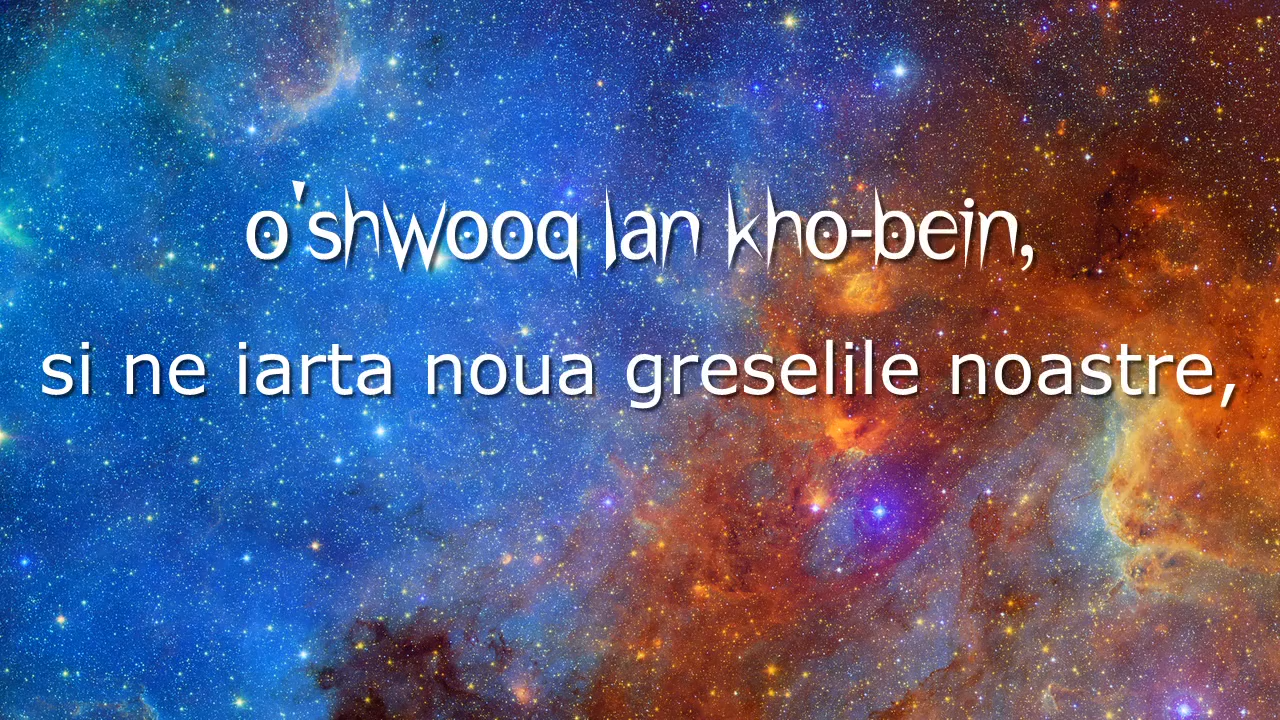 o'shwooq lan kho-bein,
si ne iarta noua greselile noastre,